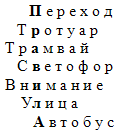 Переход
Тротуар
Трамвай
Светофор
Внимание
Улица
Автобус